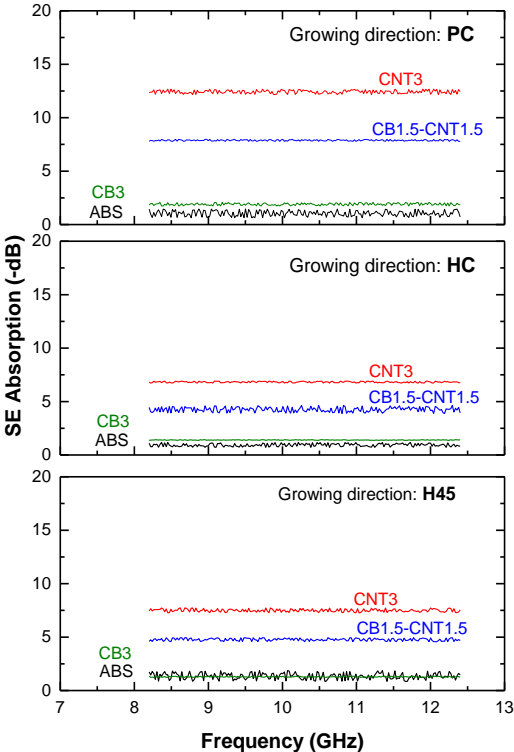 20
Growing direction: PC
15
CNT3
10
CB1.5-CNT1.5
5
CB3
ABS
0
20
Growing direction: HC
15
10
CNT3
CB1.5-CNT1.5
5
CB3
ABS
0
20
Growing direction: H45
15
10
CNT3
CB1.5-CNT1.5
5
CB3
ABS
0
7 8 9 10 11 12 13
Frequency (GHz)
SE Absorption (-dB)